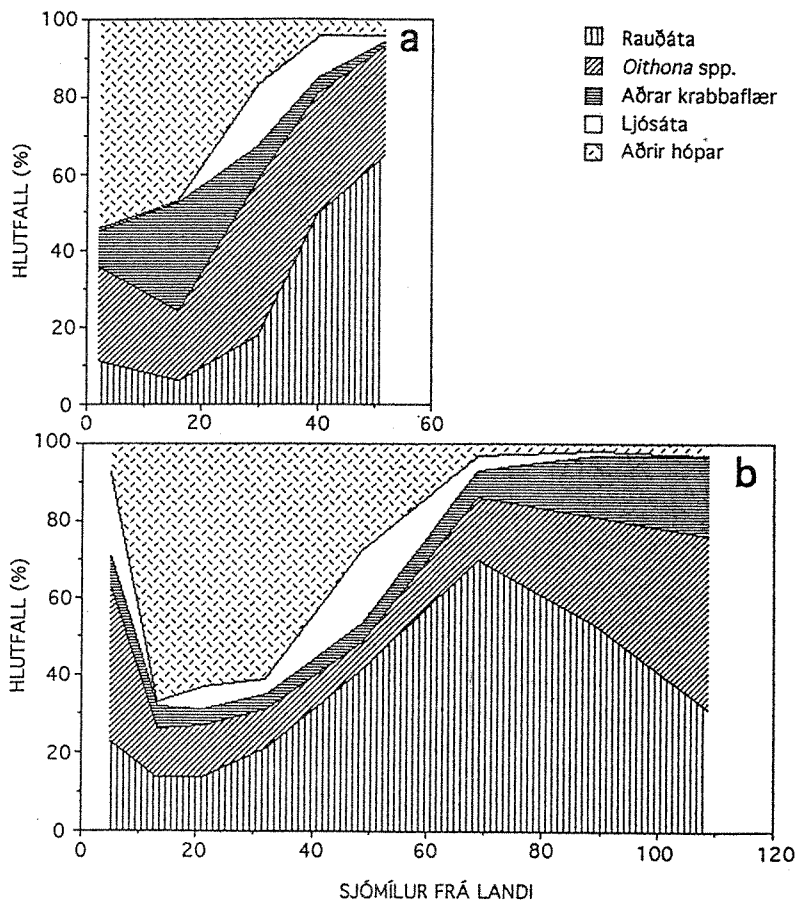 100
80
60
40
20
0
HLUTFALL (%)
a
0 20 40 60
Rauðáta
Oithona spp.
Aðrar krabbaflær
Ljósáta
Aðrir hópar
100
80
60
40
20
0
HLUTFALL (%)
b
0 20 40 60 80 100 120
SJÓMÍLUR FRÁ LANDI